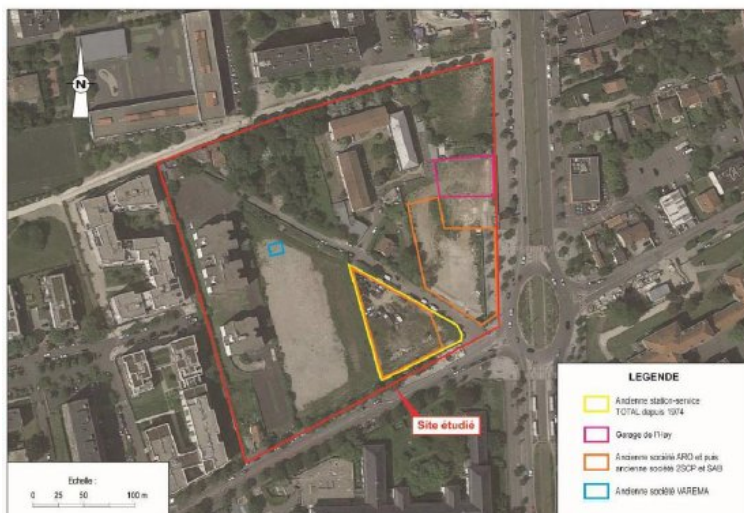 N
Site étudié
LEGENDE
Ancienne station-service
TOTAL depuis 1974
Garage de l'Hay
Ancienne société ARO et puis
ancienne société 2SCP et SAB
Ancienne société VAREMA
Echelle :
0 25 50 100 m